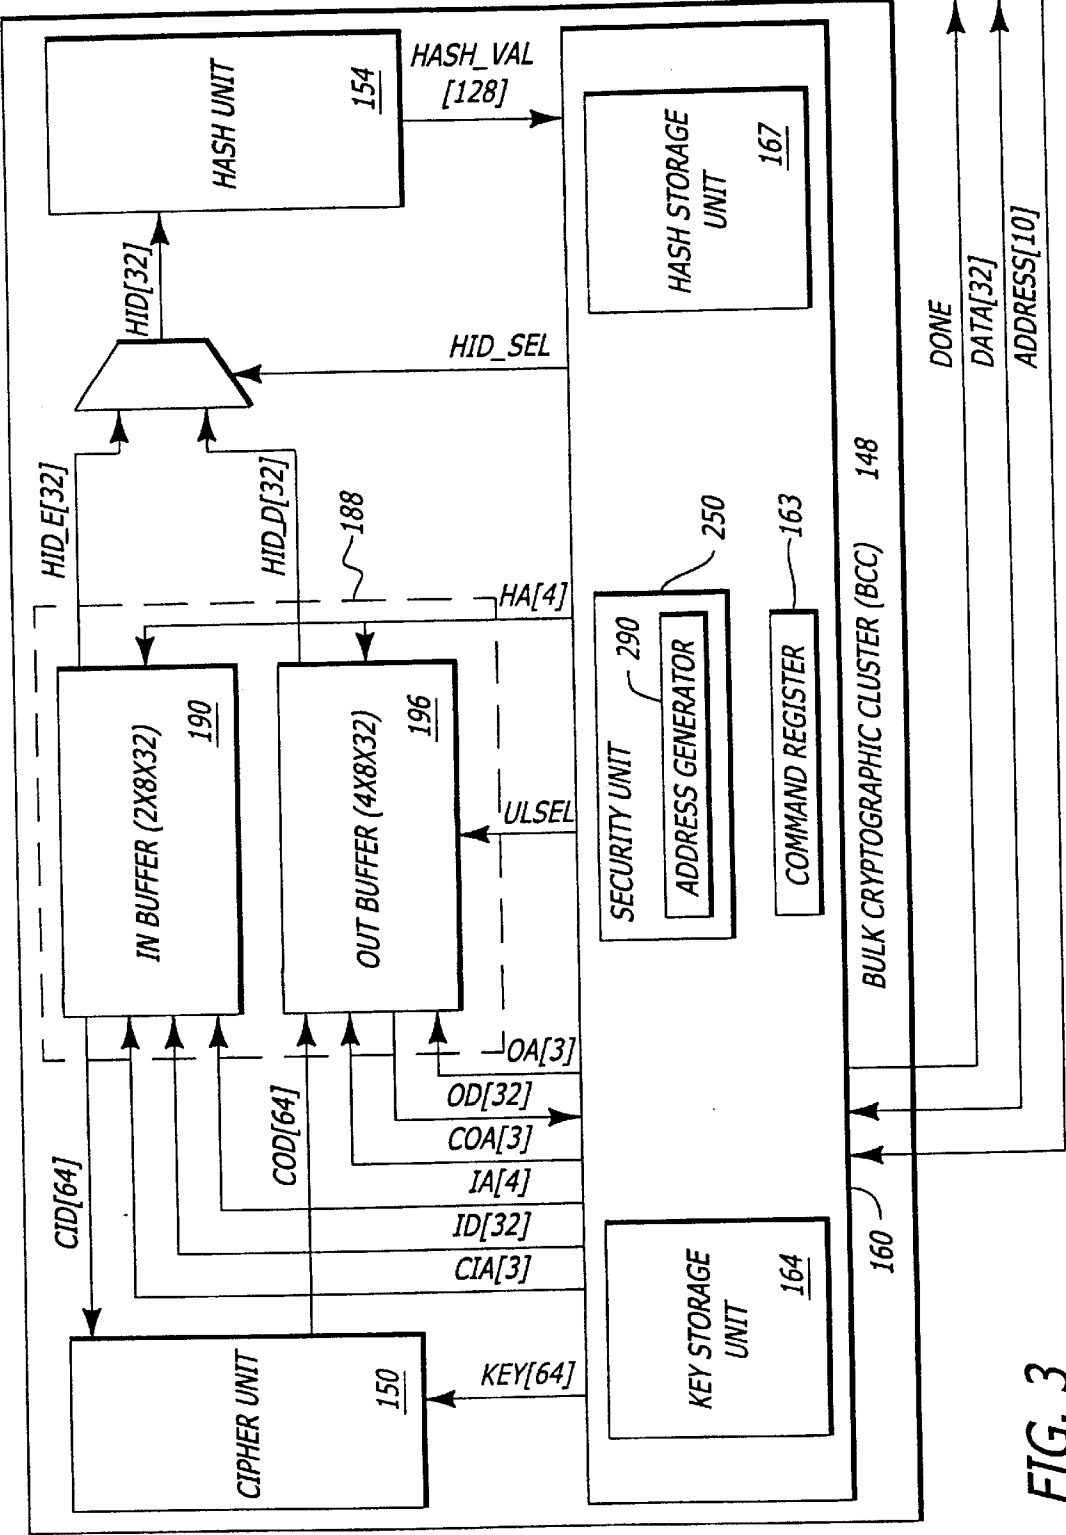 HASH UNIT
154
HASH_VAL
[128]
HASH STORAGE
UNIT
167
HID[32]
HID_SEL
HID_E[32]
HID_D[32]
188
HA[4]
IN BUFFER (2X8X32)
190
OUT BUFFER (4X8X32)
196
ULSEL
SECURITY UNIT
250
290
ADDRESS GENERATOR
COMMAND REGISTER
163
BULK CRYPTOGRAPHIC CLUSTER (BCC)
148
DONE
DATA[32]
ADDRESS[10]
OA[3]
OD[32]
COA[3]
IA[4]
ID[32]
CIA[3]
CID[64]
COD[64]
CIPHER UNIT
150
KEY[64]
KEY STORAGE
UNIT
164
160
FIG. 3